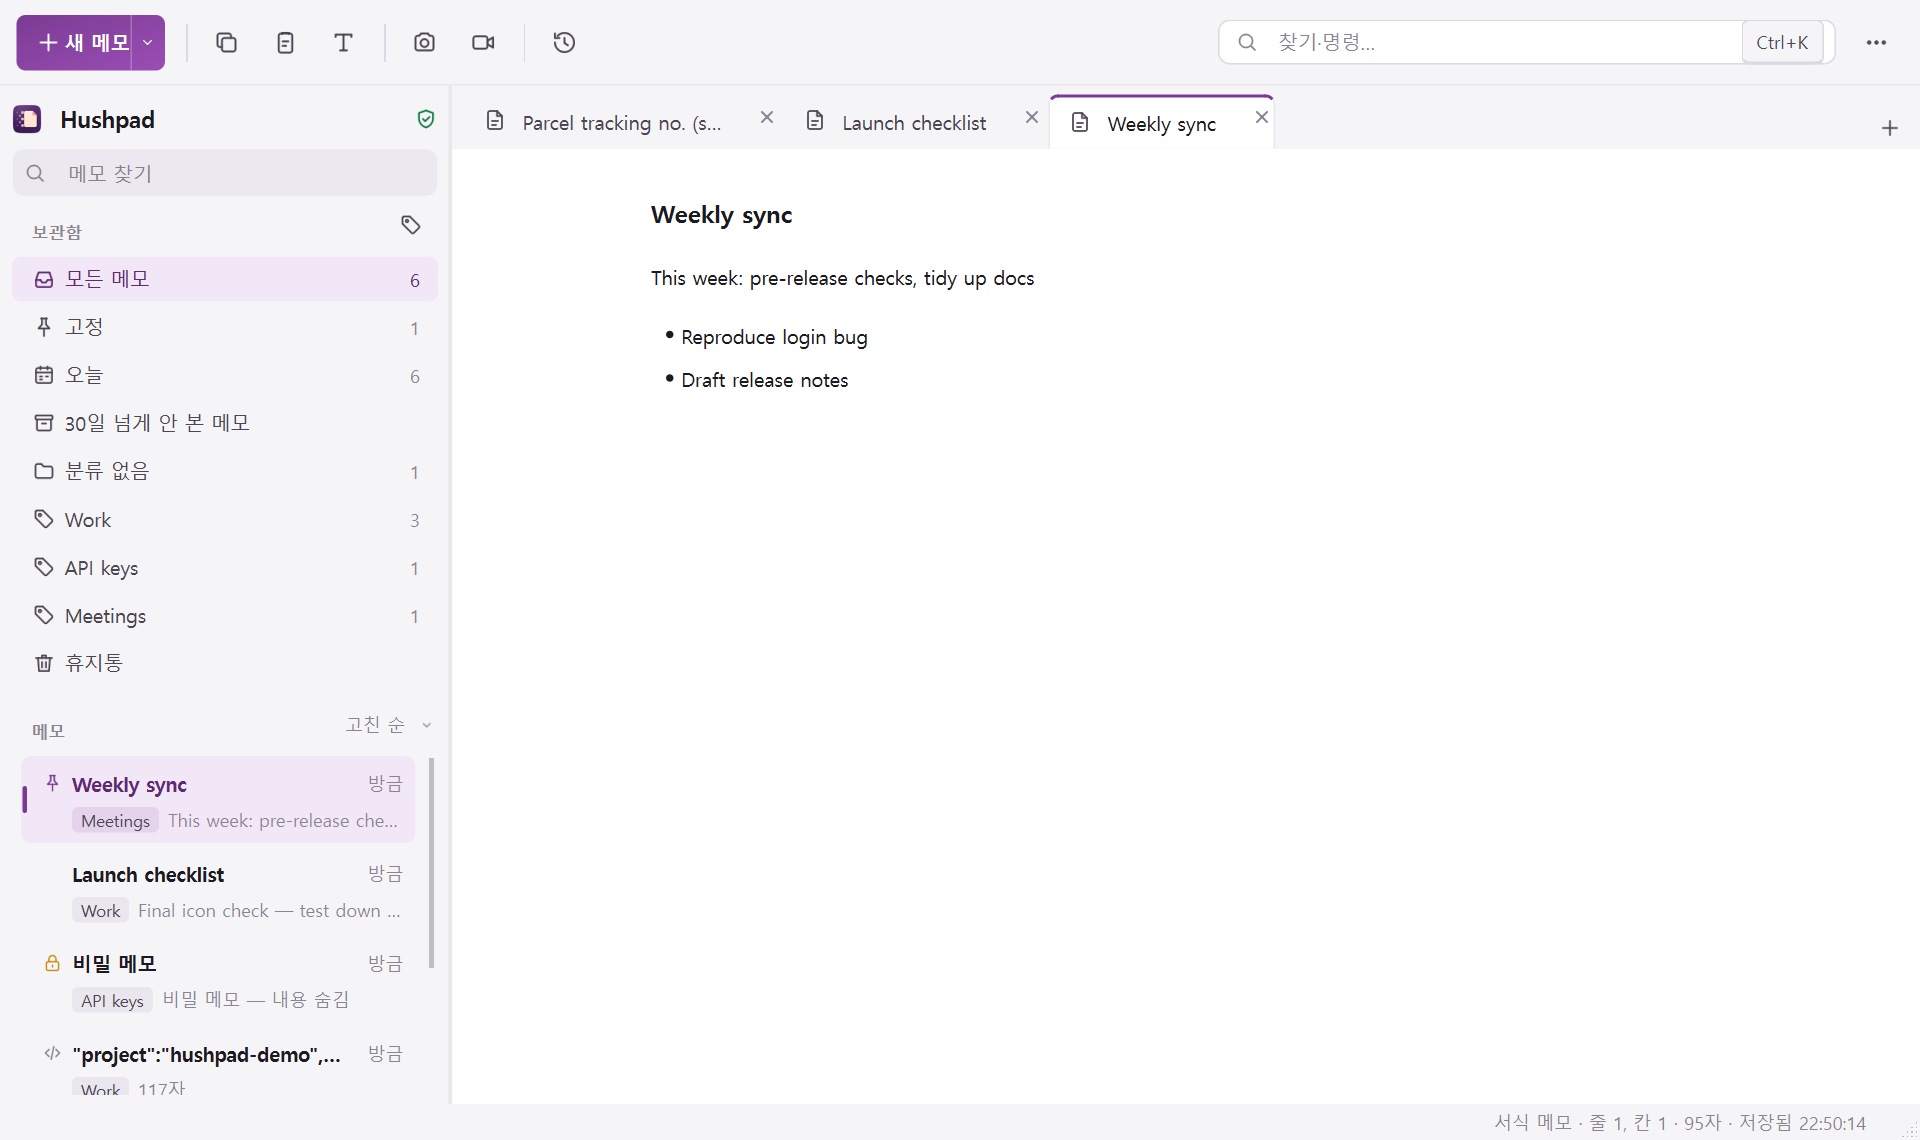 새 메모
찾기·명령...
Ctrl+K
Hushpad
메모 찾기
보관함
모든 메모 6
고정 1
오늘 6
30일 넘게 안 본 메모
분류 없음 1
Work 3
API keys 1
Meetings 1
휴지통
메모 고친 순
Weekly sync 방금
Meetings This week: pre-release che...
Launch checklist 방금
Work Final icon check — test down ...
비밀 메모 방금
API keys 비밀 메모 — 내용 숨김
"project":"hushpad-demo",... 방금
Work 117자
Parcel tracking no. (s... Launch checklist Weekly sync
Weekly sync
This week: pre-release checks, tidy up docs
• Reproduce login bug
• Draft release notes
서식 메모 · 줄 1, 칸 1 · 95자 · 저장됨 22:50:14